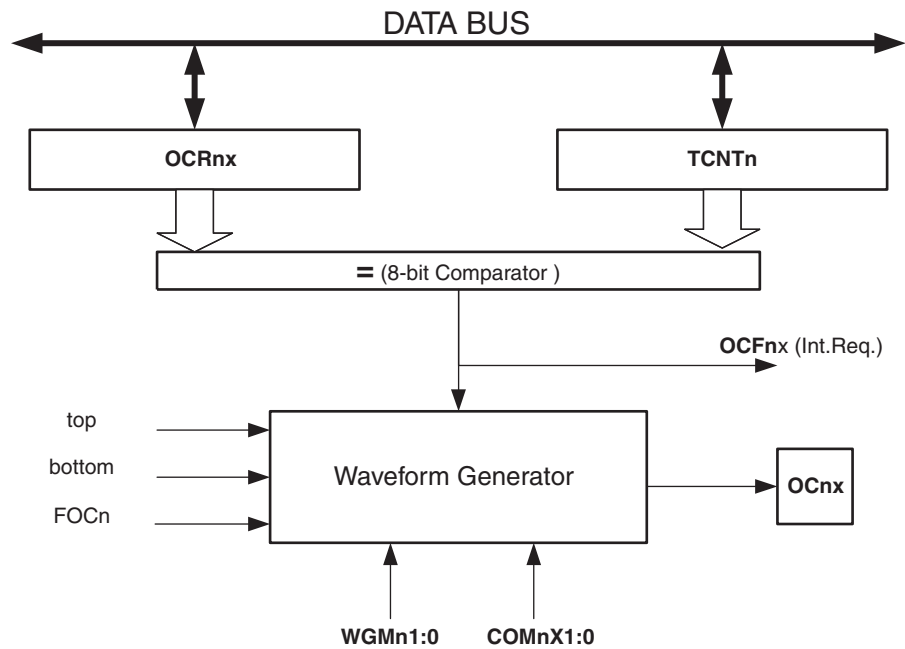 DATA BUS
OCRnx
TCNTn
= (8-bit Comparator )
OCFnx (Int.Req.)
top
bottom
FOCn
Waveform Generator
OCnx
WGMn1:0
COMnX1:0